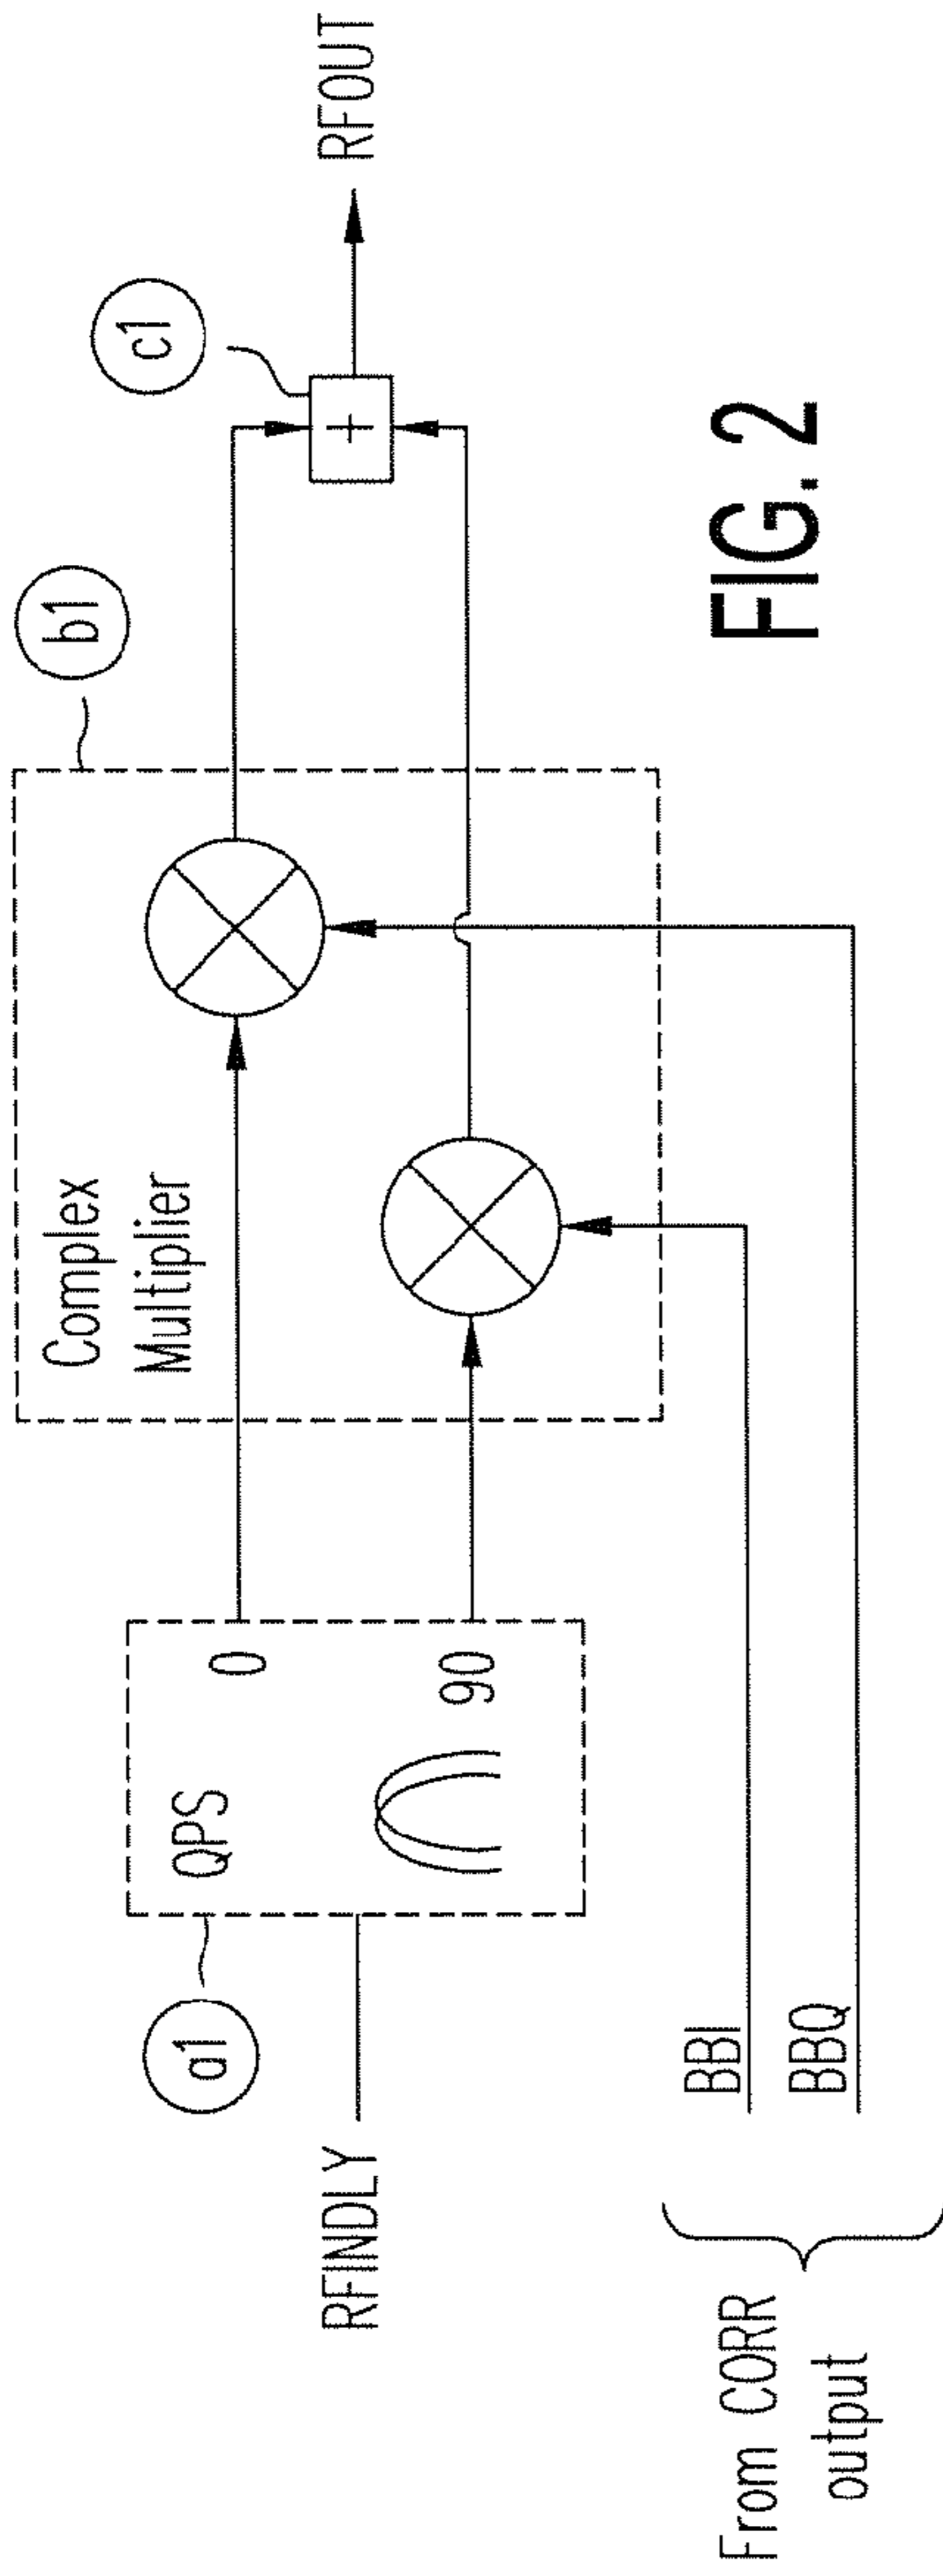 b1
c1
Complex
Multiplier
RFOUT
a1
QPS
0
90
+
RFINDLY
BBI
BBQ
From CORR
output
FIG. 2